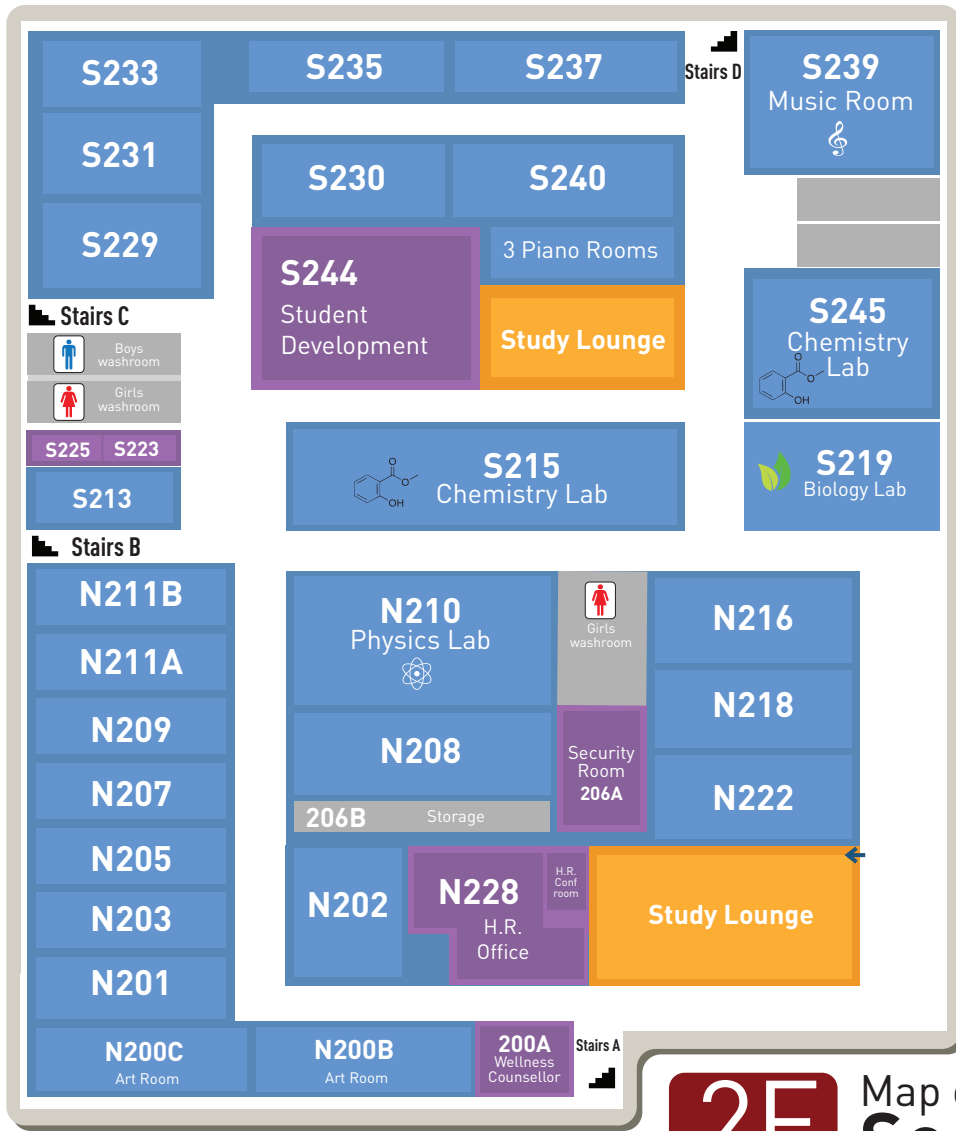 S233
S235
S237
Stairs D
S239
Music Room
S231
S230
S240
S229
3 Piano Rooms
S244
Student
Development
Study Lounge
S245
Chemistry
Lab
OH
O
O
Stairs C
Boys
washroom
Girls
washroom
S225
S223
S213
S215
Chemistry Lab
O
O
OH
S219
Biology Lab
Stairs B
N211B
N211A
N209
N207
N205
N203
N201
N210
Physics Lab
Girls
washroom
N216
N218
N222
N208
Security
Room
206A
206B
Storage
N202
N228
H.R.
Office
H.R.
Conf
room
Study Lounge
N200C
Art Room
N200B
Art Room
200A
Wellness
Counsellor
Stairs A
2F
Map